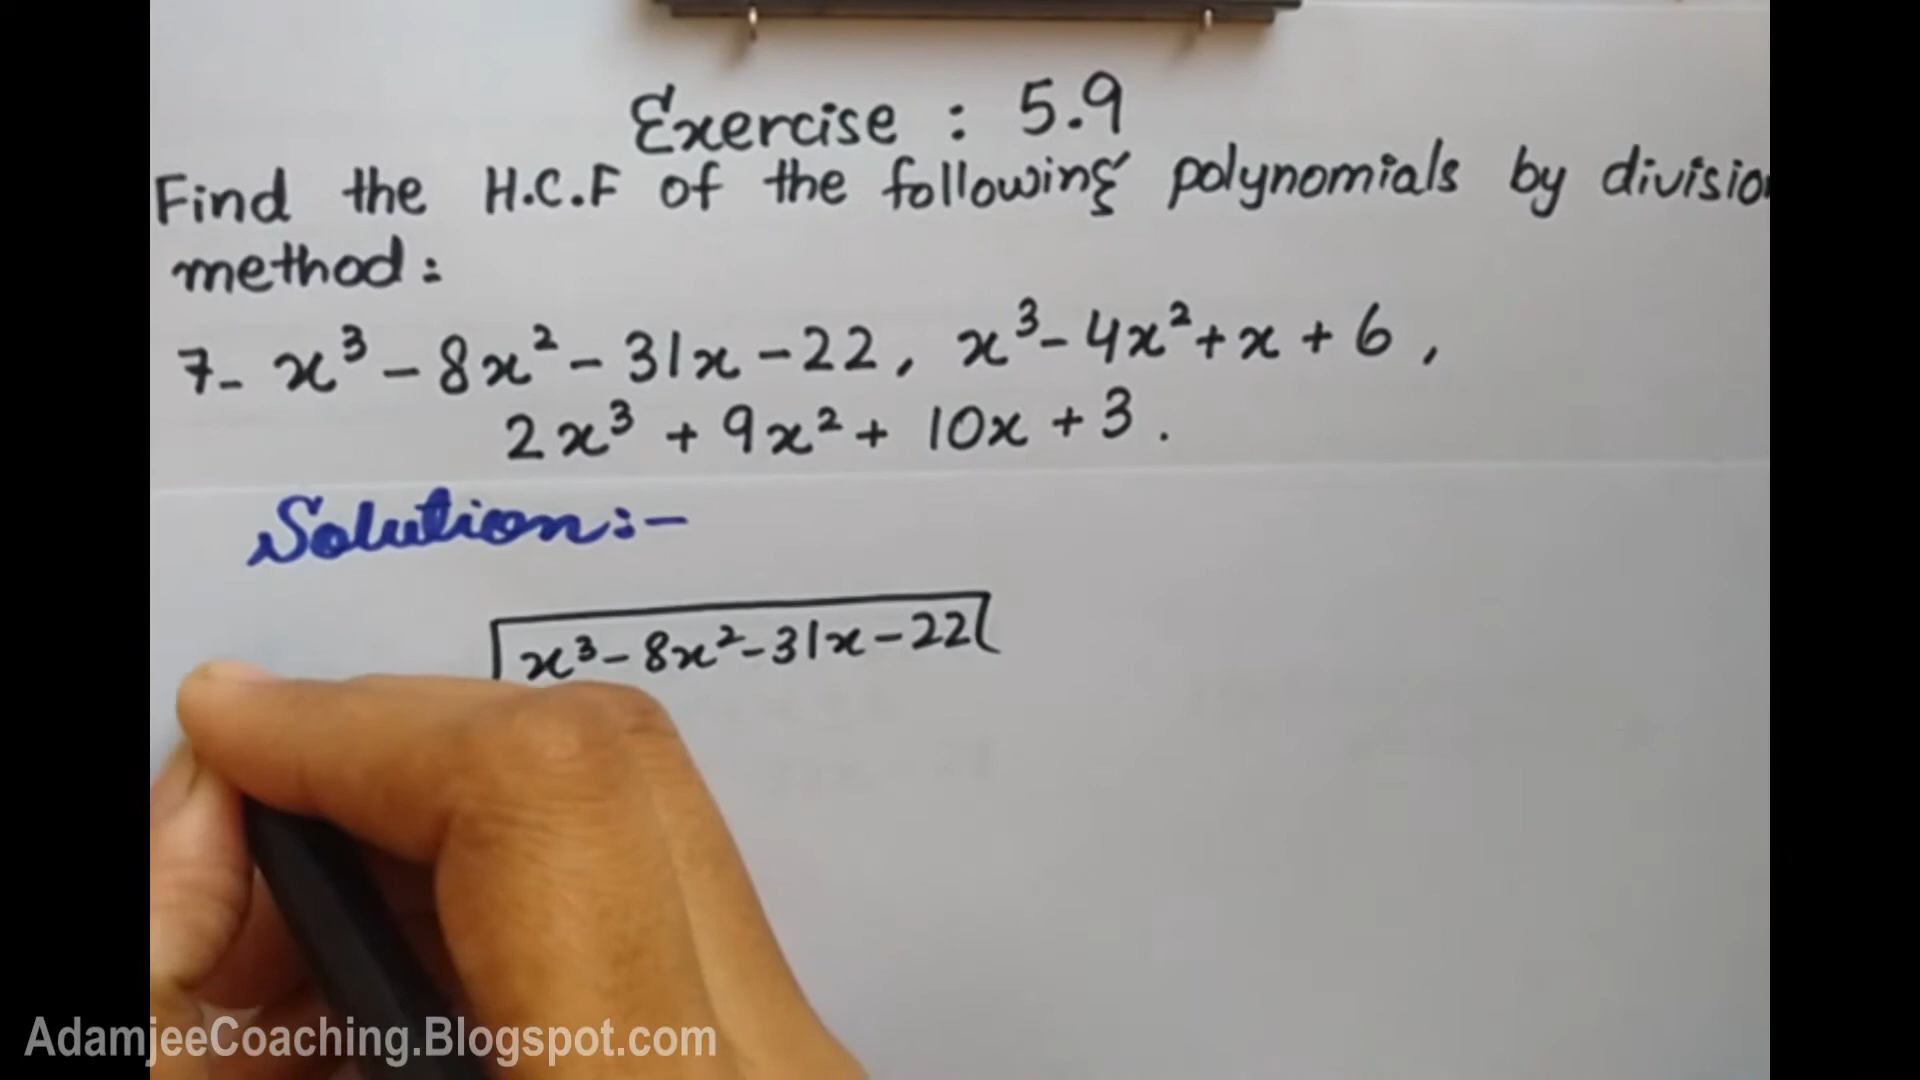 Exercise : 5.9
Find the H.C.F of the following polynomials by divisio
method:
7- x³ - 8x² - 31x - 22, x³ - 4x² + x + 6,
2x³ + 9x² + 10x + 3.
Solution:-
x³ - 8x² - 31x - 22
AdamjeeCoaching.Blogspot.com